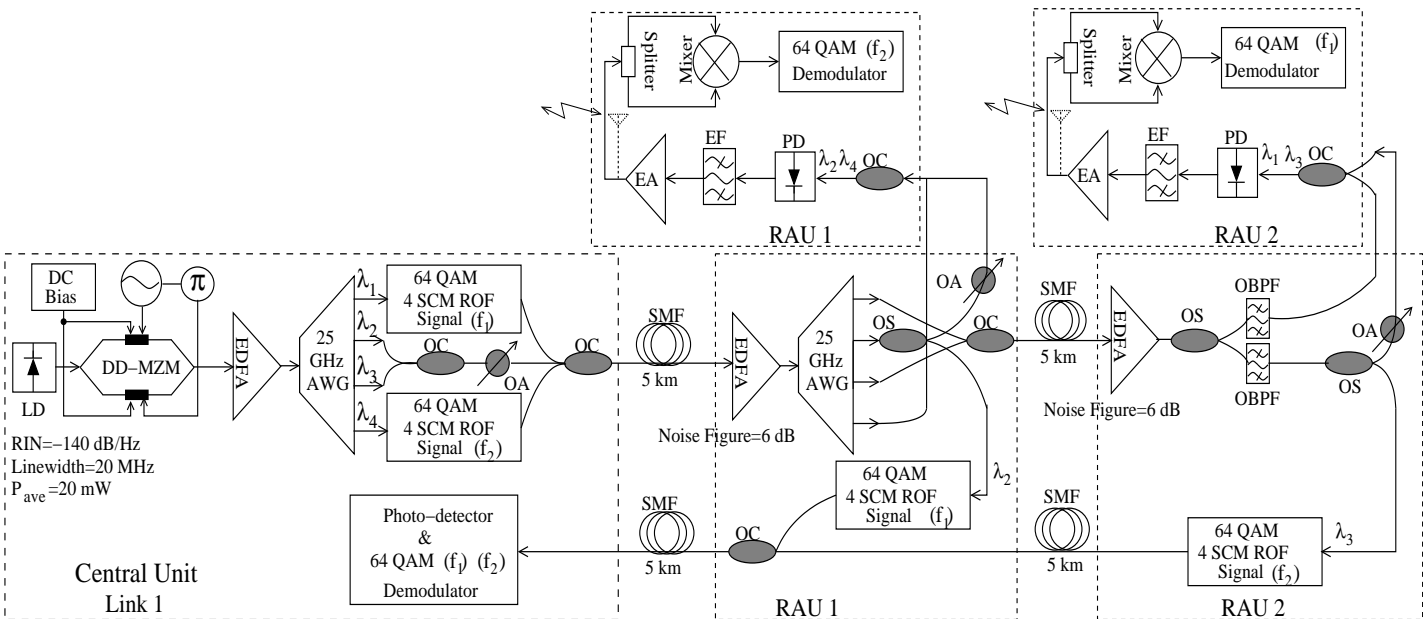 Splitter
Mixer
64 QAM (f2)
Demodulator
EF
PD
λ2 λ4
OC
EA
RAU 1
Splitter
Mixer
64 QAM (f1)
Demodulator
EF
PD
λ1 λ3
OC
EA
RAU 2
DC
Bias
π
DD−MZM
LD
RIN=−140 dB/Hz
Linewidth=20 MHz
Pave=20 mW
EDFA
25
GHz
AWG
λ1
λ2
λ3
λ4
64 QAM
4 SCM ROF
Signal (f1)
OC
OA
64 QAM
4 SCM ROF
Signal (f2)
OC
SMF
5 km
EDFA
Noise Figure=6 dB
25
GHz
AWG
OS
OA
OC
λ2
64 QAM
4 SCM ROF
Signal (f1)
SMF
5 km
EDFA
Noise Figure=6 dB
OS
OBPF
OBPF
OA
OS
λ3
64 QAM
4 SCM ROF
Signal (f2)
SMF
5 km
OC
SMF
5 km
Photo−detector
&
64 QAM (f1) (f2)
Demodulator
Central Unit
Link 1
RAU 1
RAU 2